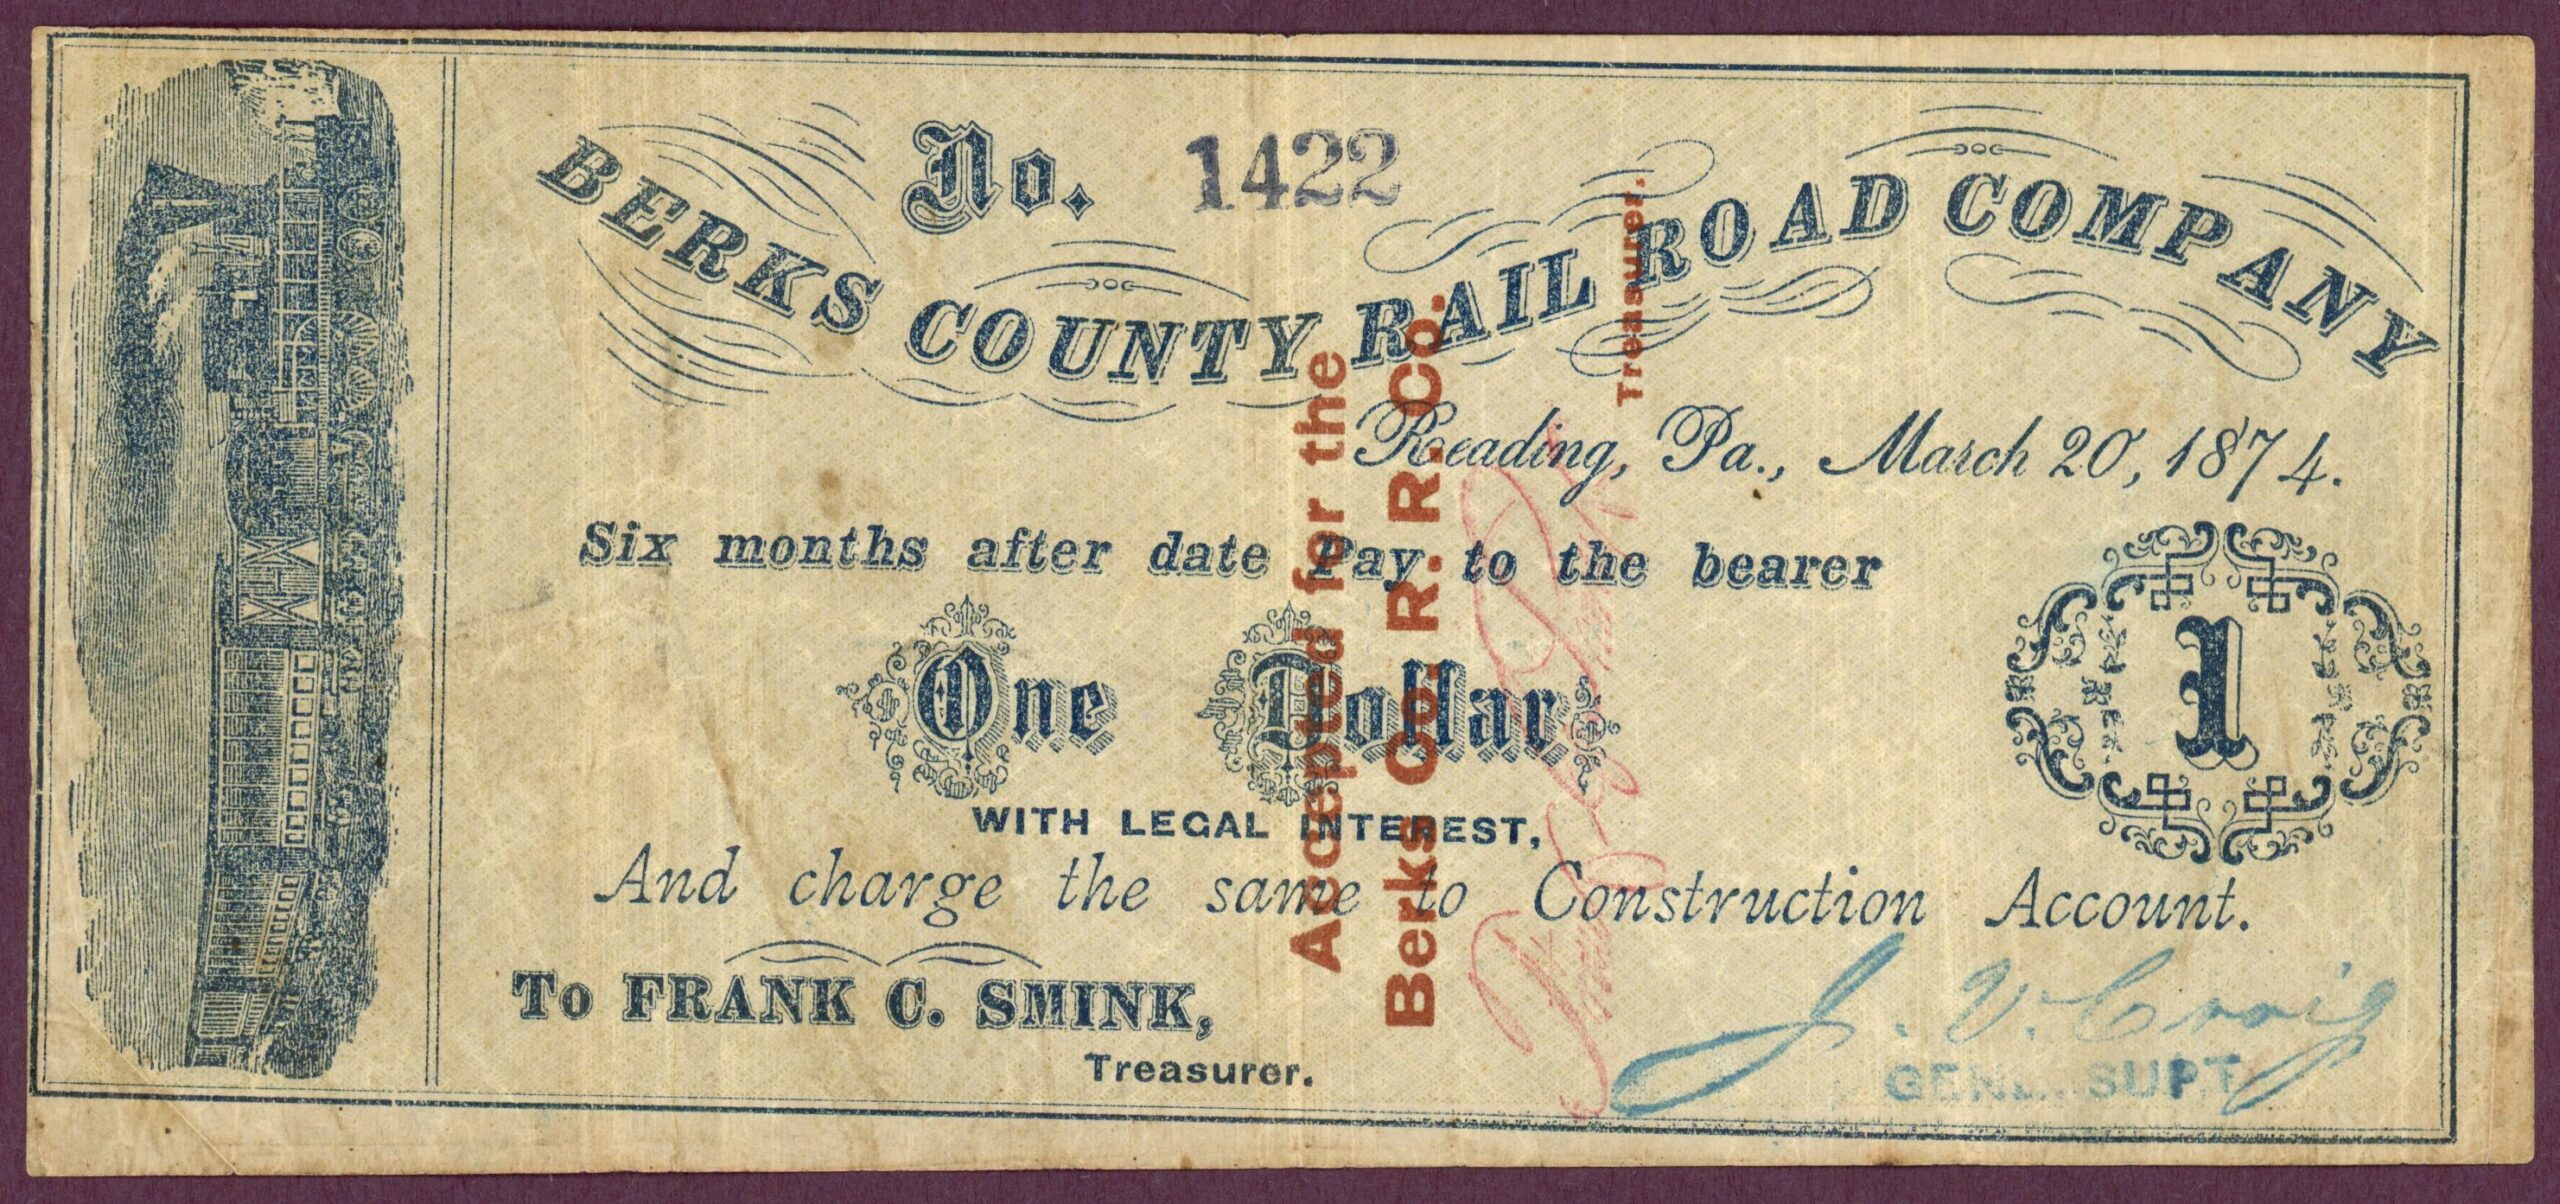 No. 1422
BERKS COUNTY RAIL ROAD COMPANY
Reading, Pa., March 20, 1874.
Six months after date Pay to the bearer
One Dollar
1
WITH LEGAL INTEREST,
And charge the same to Construction Account.
To FRANK C. SMINK,
Treasurer.
J. V. Craig
GENL. SUPT
Accepted for the
Berks Co. R. R. Co.
Treasurer.